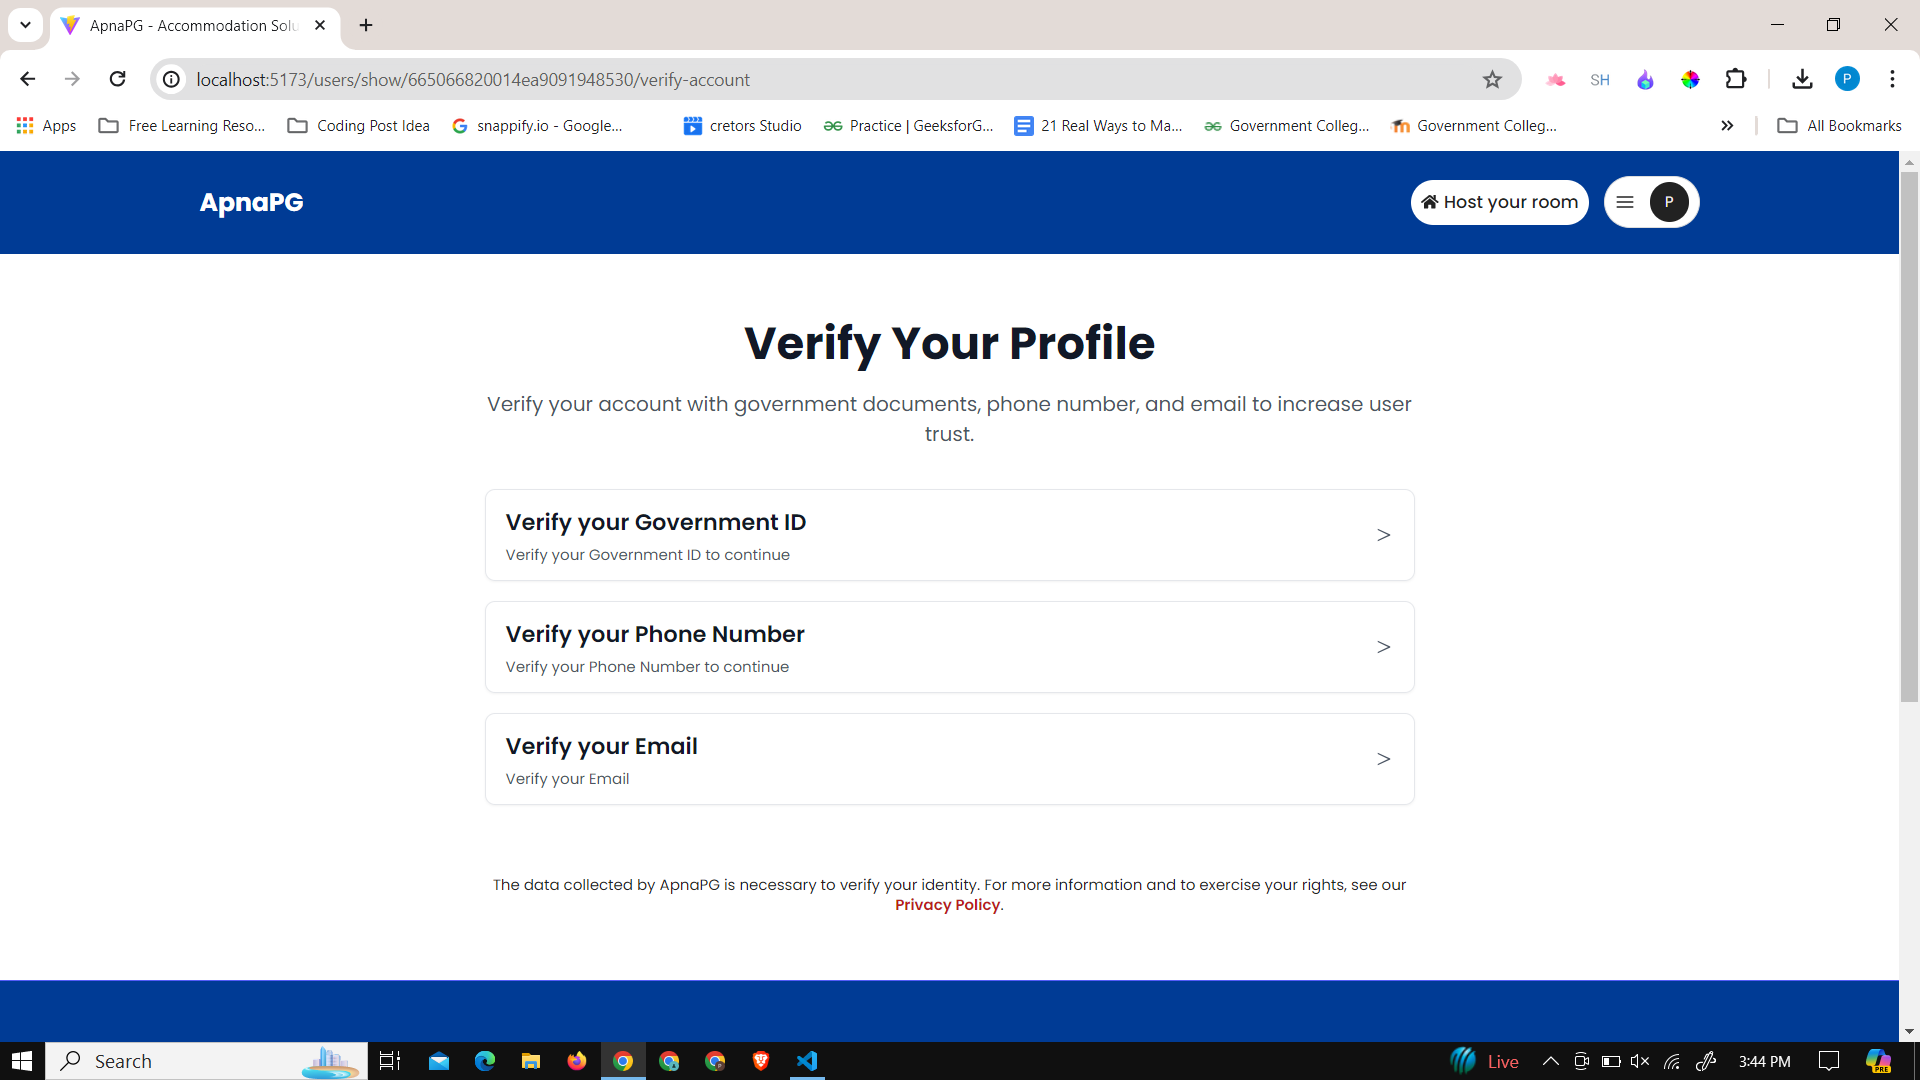 ApnaPG - Accommodation Solu
localhost:5173/users/show/665066820014ea9091948530/verify-account
SH
P
Apps
Free Learning Reso...
Coding Post Idea
snappify.io - Google...
cretors Studio
Practice | GeeksforG...
21 Real Ways to Ma...
Government Colleg...
Government Colleg...
All Bookmarks
ApnaPG
Host your room
P
Verify Your Profile
Verify your account with government documents, phone number, and email to increase user
trust.
Verify your Government ID
Verify your Government ID to continue
>
Verify your Phone Number
Verify your Phone Number to continue
>
Verify your Email
Verify your Email
>
The data collected by ApnaPG is necessary to verify your identity. For more information and to exercise your rights, see our
Privacy Policy.
Search
Live
3:44 PM
PRE